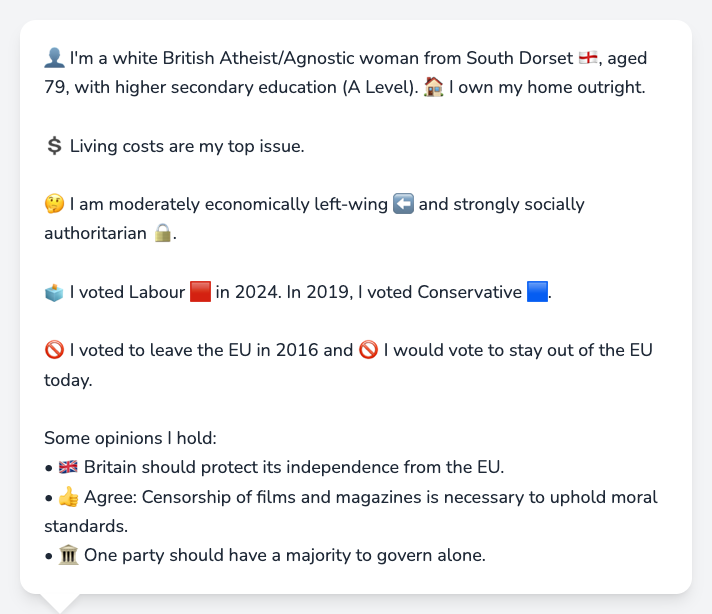 👤 I'm a white British Atheist/Agnostic woman from South Dorset 🏴󠁧󠁢󠁥󠁮󠁧󠁿, aged
79, with higher secondary education (A Level). 🏠 I own my home outright.
💲 Living costs are my top issue.
🤔 I am moderately economically left-wing ⬅️ and strongly socially
authoritarian 🔒.
🗳️ I voted Labour 🟥 in 2024. In 2019, I voted Conservative 🟦.
🚫 I voted to leave the EU in 2016 and 🚫 I would vote to stay out of the EU
today.
Some opinions I hold:
• 🇬🇧 Britain should protect its independence from the EU.
• 👍 Agree: Censorship of films and magazines is necessary to uphold moral
standards.
• 🏛️ One party should have a majority to govern alone.